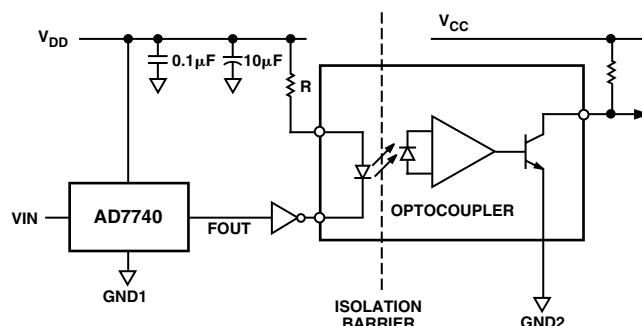 VDD
VCC
0.1µF
10µF
R
VIN
AD7740
FOUT
OPTOCOUPLER
GND1
ISOLATION
BARRIER
GND2